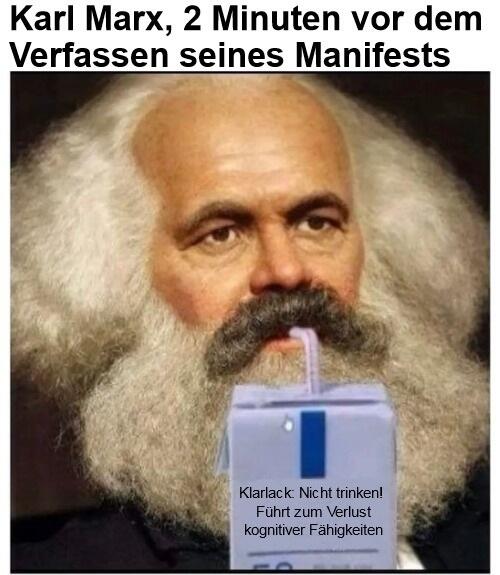 Karl Marx, 2 Minuten vor dem
Verfassen seines Manifests
Klarlack: Nicht trinken!
Führt zum Verlust
kognitiver Fähigkeiten